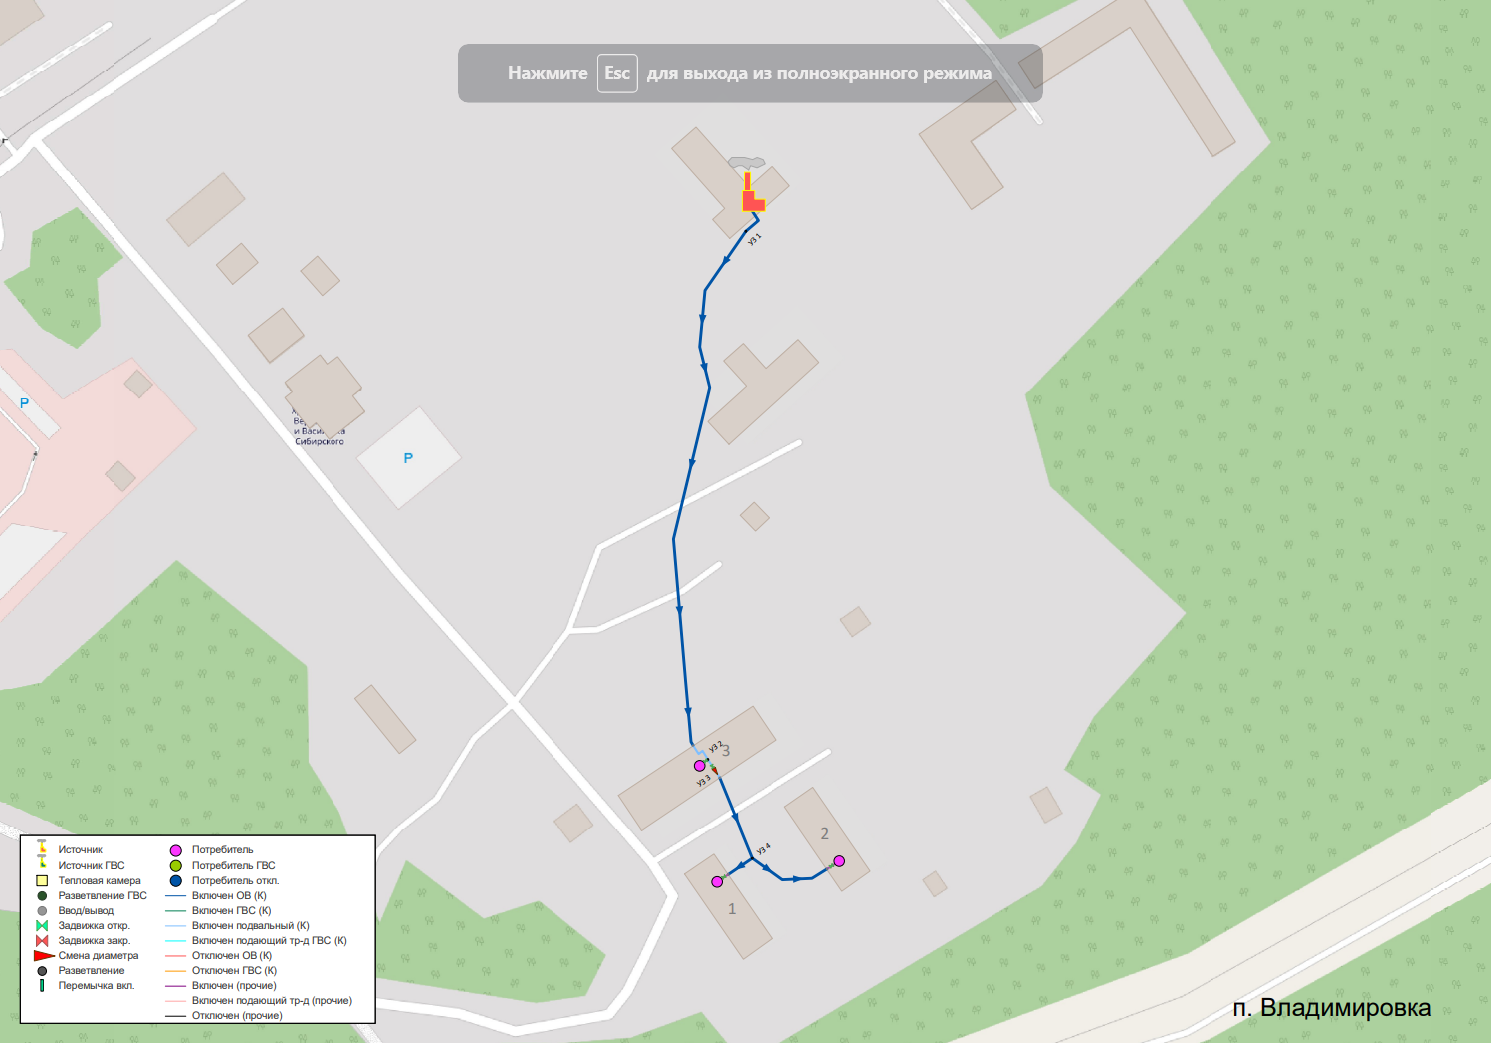 Нажмите Esc для выхода из полноэкранного режима
УЗ 1
P
и Василька
Сибирского
P
УЗ 2
3
УЗ 3
2
УЗ 4
1
Источник
Источник ГВС
Тепловая камера
Разветвление ГВС
Ввод/вывод
Задвижка откр.
Задвижка закр.
Смена диаметра
Разветвление
Перемычка вкл.
Потребитель
Потребитель ГВС
Потребитель откл.
Включен ОВ (К)
Включен ГВС (К)
Включен подвальный (К)
Включен подающий тр-д ГВС (К)
Отключен ОВ (К)
Отключен ГВС (К)
Включен (прочие)
Включен подающий тр-д (прочие)
Отключен (прочие)
п. Владимировка